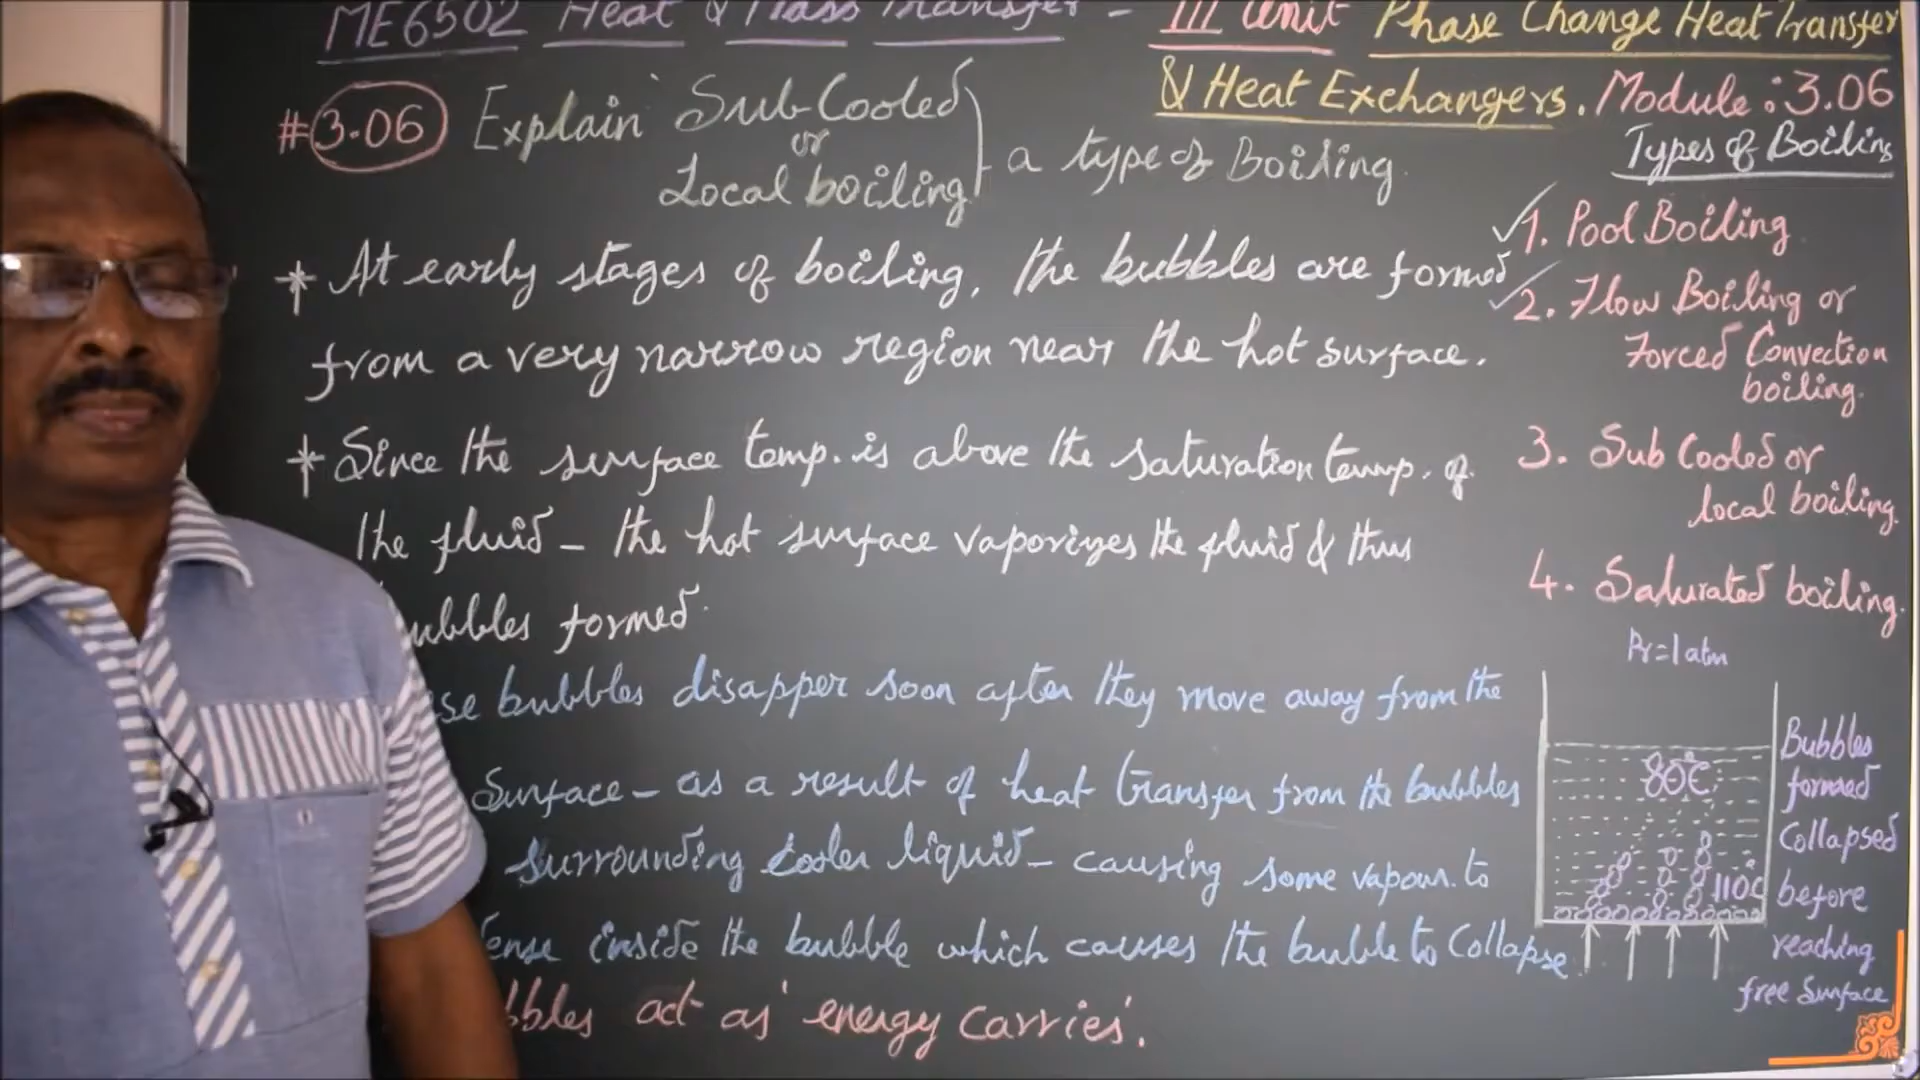 ME6502 Heat & Mass Transfer - III Unit Phase Change Heat Transfer
& Heat Exchangers. Module: 3.06
#3.06 Explain Sub-Cooled
or
Local boiling
a type of Boiling.
Types of Boiling
1. Pool Boiling
2. Flow Boiling or
Forced Convection
boiling.
3. Sub Cooled or
local boiling.
4. Saturated boiling.
* At early stages of boiling, the bubbles are formed
from a very narrow region near the hot surface.
* Since the surface temp. is above the saturation temp. of
the fluid - the hot surface vaporizes the fluid & thus
ubbles formed.
se bubbles disapper soon after they move away from the
Surface - as a result of heat transfer from the bubbles
surrounding cooler liquid - causing some vapour to
ense inside the bubble which causes the bubble to Collapse
bbles act as 'energy carries'.
Pr=1 atm
80°C
110°C
Bubbles
formed
Collapsed
before
reaching
free Surface